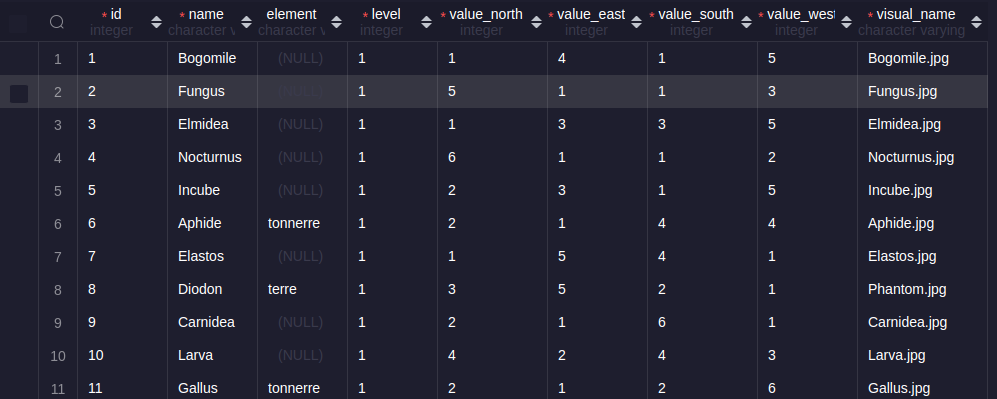 * id * name element * level * value_north * value_east * value_south * value_west * visual_name
integer character v character v integer integer integer integer integer character varying
1 1 Bogomile (NULL) 1 1 4 1 5 Bogomile.jpg
2 2 Fungus (NULL) 1 5 1 1 3 Fungus.jpg
3 3 Elmidea (NULL) 1 1 3 3 5 Elmidea.jpg
4 4 Nocturnus (NULL) 1 6 1 1 2 Nocturnus.jpg
5 5 Incube (NULL) 1 2 3 1 5 Incube.jpg
6 6 Aphide tonnerre 1 2 1 4 4 Aphide.jpg
7 7 Elastos (NULL) 1 1 5 4 1 Elastos.jpg
8 8 Diodon terre 1 3 5 2 1 Phantom.jpg
9 9 Carnidea (NULL) 1 2 1 6 1 Carnidea.jpg
10 10 Larva (NULL) 1 4 2 4 3 Larva.jpg
11 11 Gallus tonnerre 1 2 1 2 6 Gallus.jpg